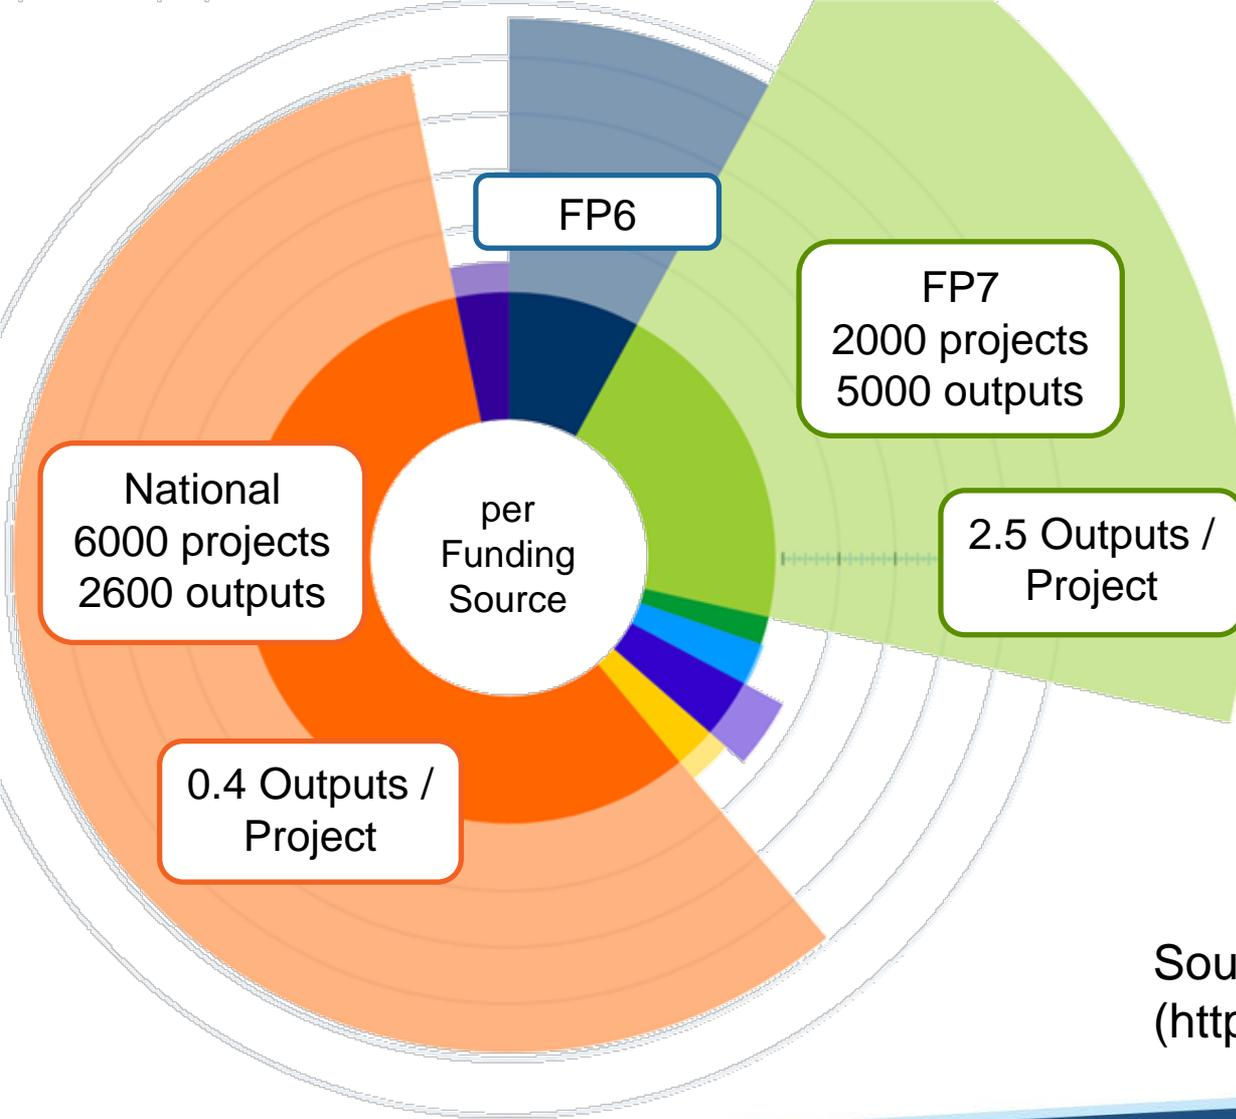 FP6
FP7
2000 projects
5000 outputs
National
6000 projects
2600 outputs
per
Funding
Source
2.5 Outputs /
Project
0.4 Outputs /
Project
Sou
(http